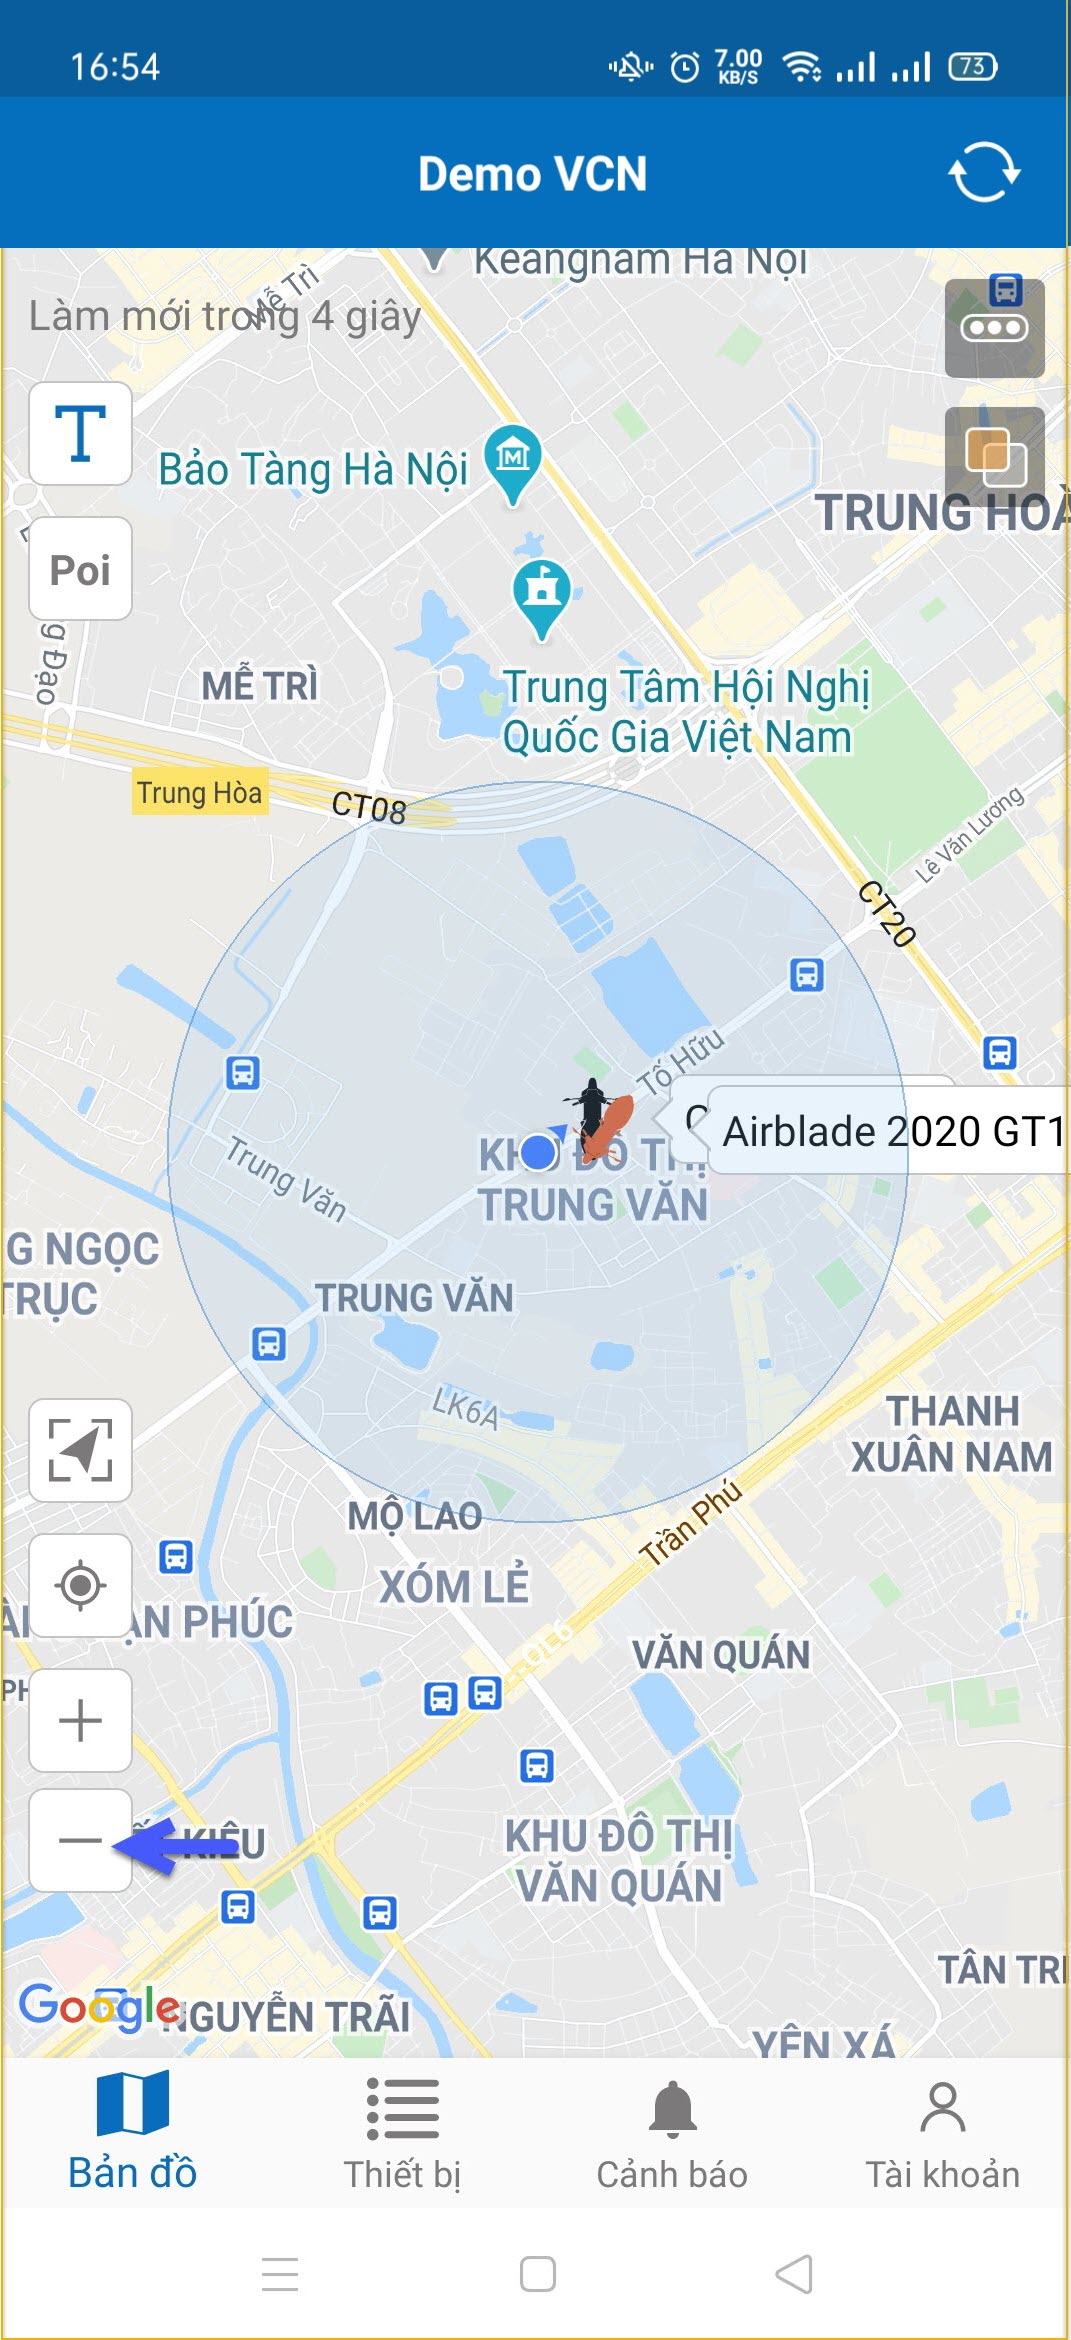 16:54
7.00
KB/S
73
Demo VCN
Keangnam Hà Nội
Mễ Trì
Làm mới trong 4 giây
T
Bảo Tàng Hà Nội
M
TRUNG HOÀ
Poi
g Đạo
MỄ TRÌ
Trung Tâm Hội Nghị
Quốc Gia Việt Nam
Trung Hòa
CT08
Lê Văn Lương
CT20
Tố Hữu
C
Airblade 2020 GT1
KHU ĐÔ THỊ
TRUNG VĂN
Trung Văn
G NGỌC
TRỤC
TRUNG VĂN
LK6A
THANH
XUÂN NAM
MỘ LAO
Trần Phú
XÓM LẺ
ẠN PHÚC
QL6
VĂN QUÁN
PH
+
−
KIỀU
KHU ĐÔ THỊ
VĂN QUÁN
TÂN TRI
Google
NGUYỄN TRÃI
YÊN XÁ
Bản đồ
Thiết bị
Cảnh báo
Tài khoản